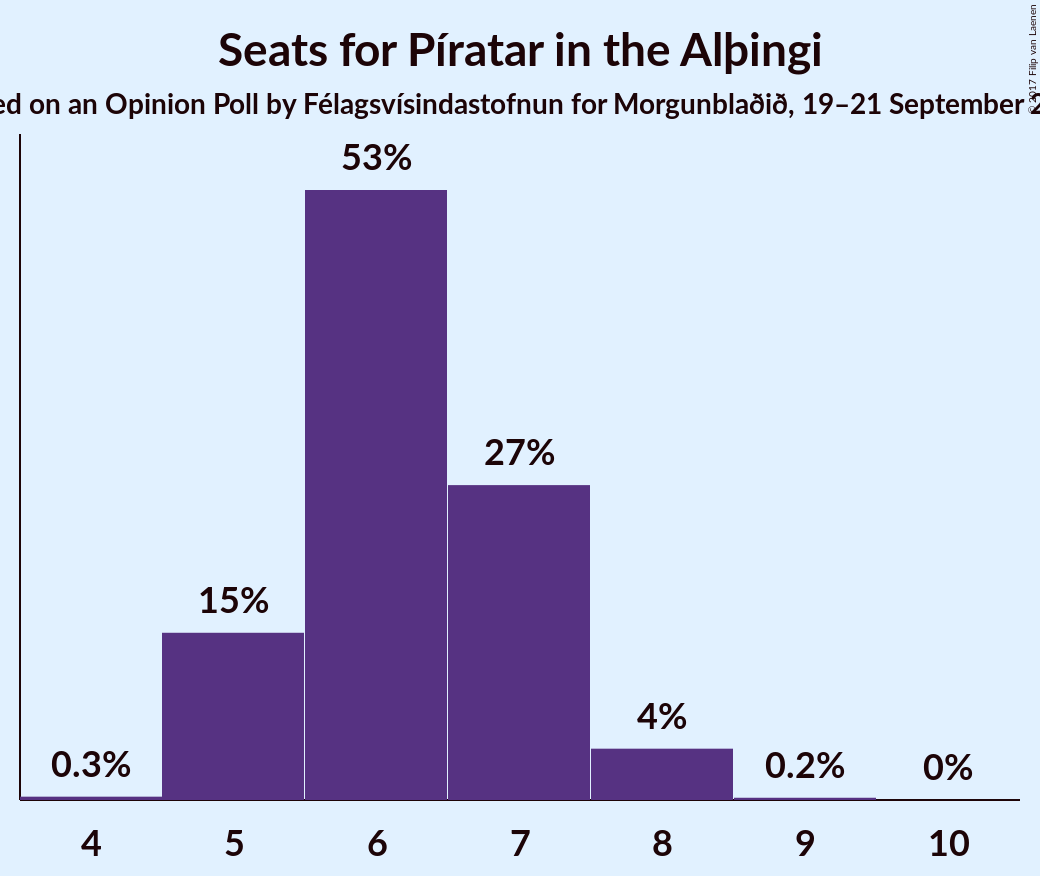 Seats for Píratar in the Alþingi
ed on an Opinion Poll by Félagsvísindastofnun for Morgunblaðið, 19–21 September
© 2017 Filip van Laenen
53%
27%
15%
4%
0.3%
0.2%
0%
4 5 6 7 8 9 10